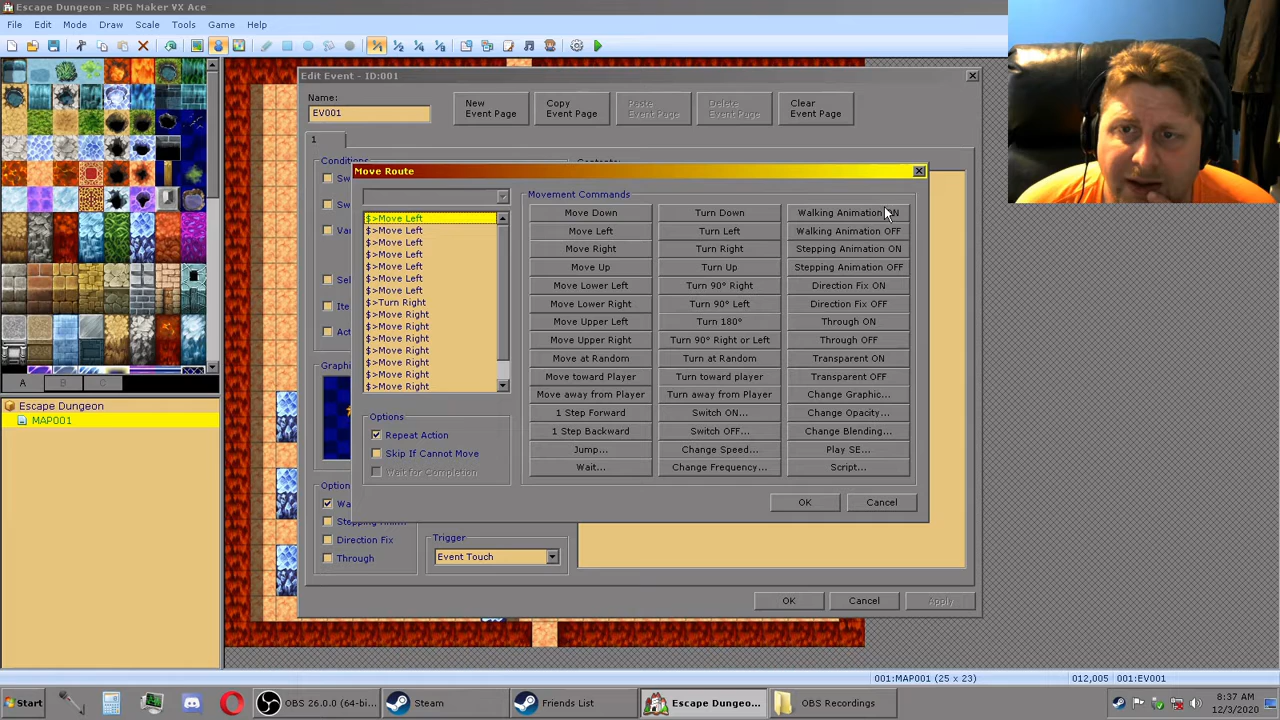 Escape Dungeon - RPG Maker VX Ace
File Edit Mode Draw Scale Tools Game Help
Edit Event - ID:001
Name:
EV001
New Event Page
Copy Event Page
Paste Event Page
Delete Event Page
Clear Event Page
1
Conditions
Contents:
Move Route
$>Move Left
$>Move Left
$>Move Left
$>Move Left
$>Move Left
$>Move Left
$>Move Left
$>Turn Right
$>Move Right
$>Move Right
$>Move Right
$>Move Right
$>Move Right
$>Move Right
$>Move Right
Options
Repeat Action
Skip If Cannot Move
Wait for Completion
Movement Commands
Move Down Turn Down Walking Animation
Move Left Turn Left Walking Animation OFF
Move Right Turn Right Stepping Animation ON
Move Up Turn Up Stepping Animation OFF
Move Lower Left Turn 90° Right Direction Fix ON
Move Lower Right Turn 90° Left Direction Fix OFF
Move Upper Left Turn 180° Through ON
Move Upper Right Turn 90° Right or Left Through OFF
Move at Random Turn at Random Transparent ON
Move toward Player Turn toward player Transparent OFF
Move away from Player Turn away from Player Change Graphic...
1 Step Forward Switch ON... Change Opacity...
1 Step Backward Switch OFF... Change Blending...
Jump... Change Speed... Play SE...
Wait... Change Frequency... Script...
OK Cancel
Graphi
Option
Wa
Stepping Anim.
Direction Fix
Through
Trigger
Event Touch
OK Cancel Apply
A B C
Escape Dungeon
MAP001
001:MAP001 (25 x 23) 012,005 001:EV001
Start
OBS 26.0.0 (64-bit...
Steam
Friends List
Escape Dungeo...
OBS Recordings
8:37 AM
12/3/2020